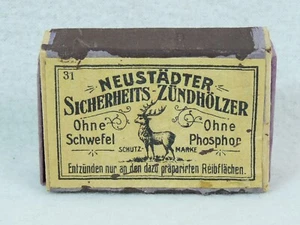 31
NEUSTÄDTER
SICHERHEITS-ZÜNDHÖLZER
Ohne Schwefel
Ohne Phosphor
SCHUTZ-MARKE
Entzünden nur an den dazu präparirten Reibflächen.